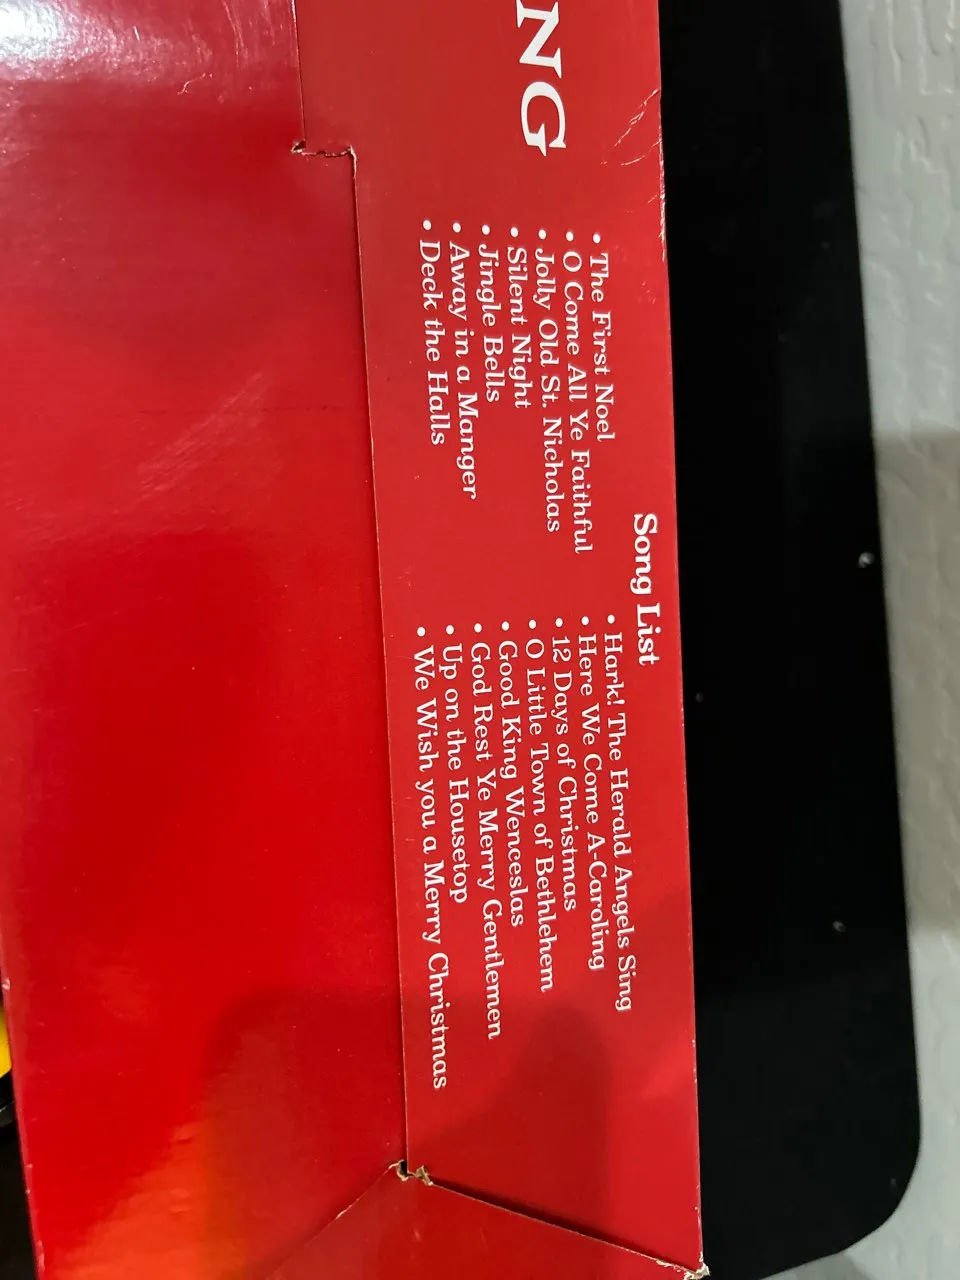 NG
Song List
• The First Noel
• O Come All Ye Faithful
• Jolly Old St. Nicholas
• Silent Night
• Jingle Bells
• Away in a Manger
• Deck the Halls
• Hark! The Herald Angels Sing
• Here We Come A-Caroling
• 12 Days of Christmas
• O Little Town of Bethlehem
• Good King Wenceslas
• God Rest Ye Merry Gentlemen
• Up on the Housetop
• We Wish you a Merry Christmas